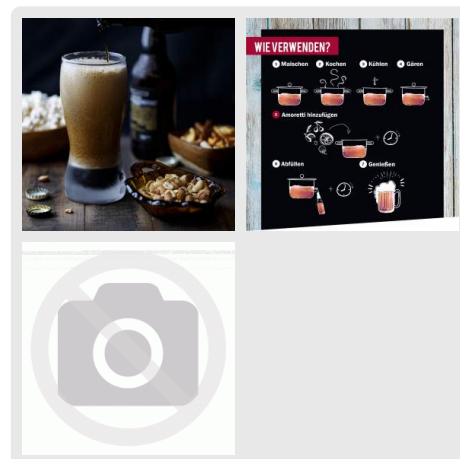 WIE VERWENDEN?
1 Maischen 2 Kochen 3 Kühlen 4 Gären
5 Amoretti hinzufügen
6 Abfüllen 7 Genießen